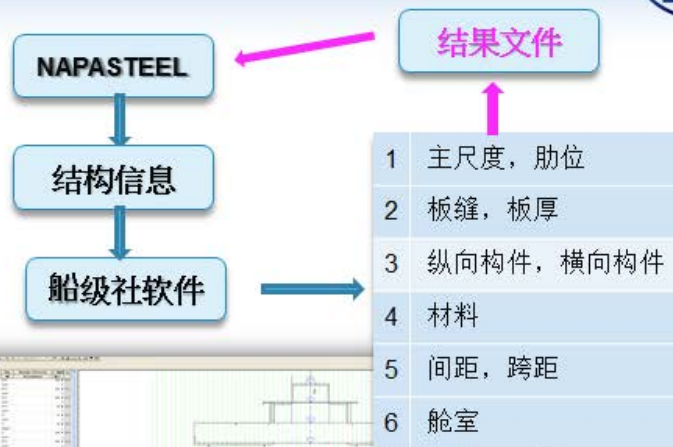 结果文件
NAPASTEEL
结构信息
船级社软件
1 主尺度，肋位
2 板缝，板厚
3 纵向构件，横向构件
4 材料
5 间距，跨距
6 舱室